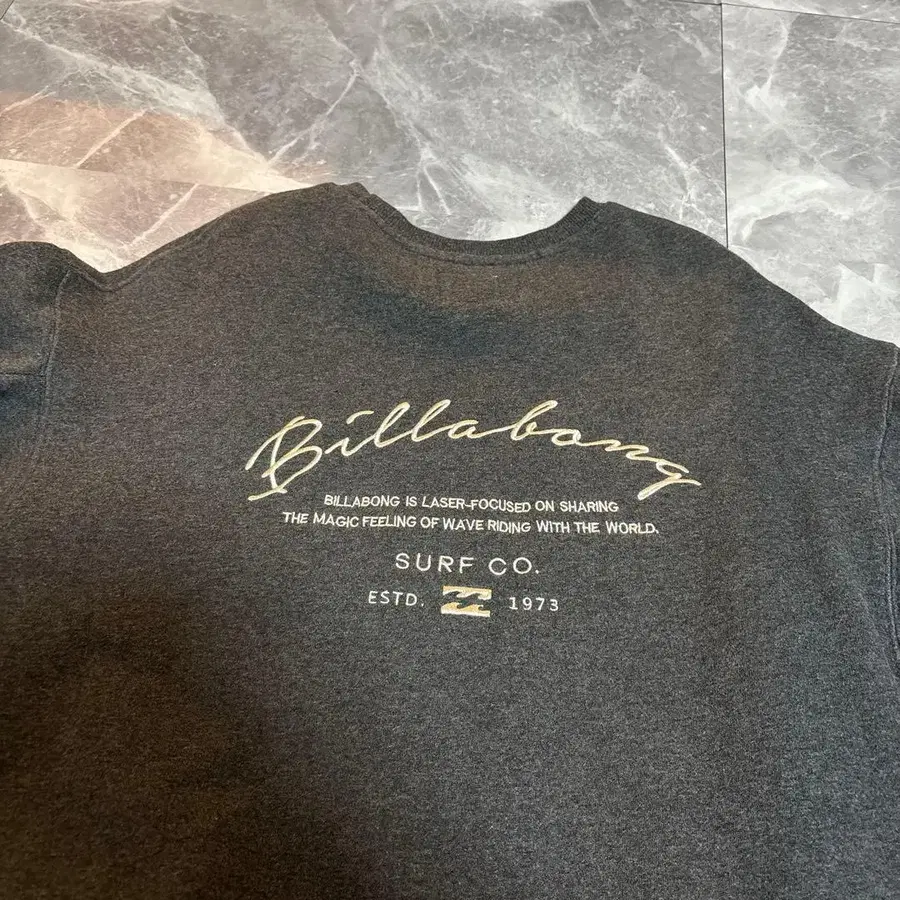 Billabong
BILLABONG IS LASER-FOCUSED ON SHARING
THE MAGIC FEELING OF WAVE RIDING WITH THE WORLD.
SURF CO.
ESTD. 1973